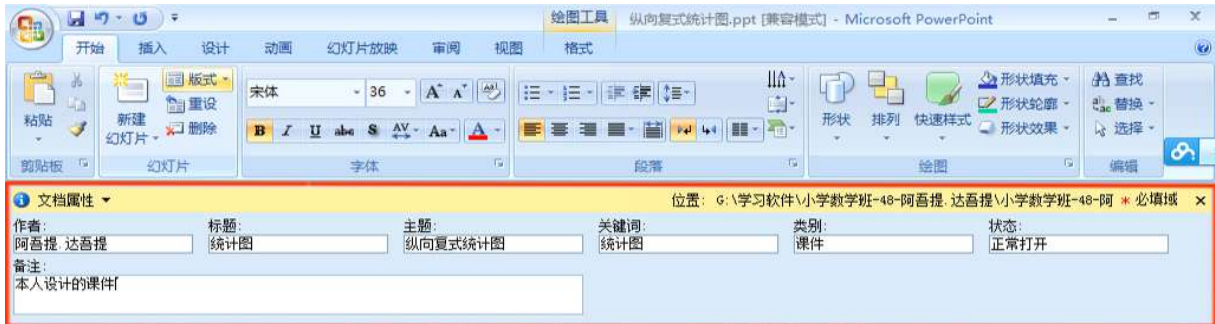 绘图工具 纵向复式统计图.ppt [兼容模式] - Microsoft PowerPoint
开始 插入 设计 动画 幻灯片放映 审阅 视图 格式
版式 宋体 36 形状填充 查找
粘贴 新建 幻灯片 重设 形状 排列 快速样式 形状轮廓 替换
删除 B I U abe S AV Aa A 形状效果 选择
剪贴板 幻灯片 字体 段落 绘图 编辑
文档属性 位置: G:\学习软件\小学数学班-48-阿吾提.达吾提\小学数学班-48-阿 * 必填域 ×
作者: 标题: 主题: 关键词: 类别: 状态:
阿吾提.达吾提 统计图 纵向复式统计图 统计图 课件 正常打开
备注:
本人设计的课件